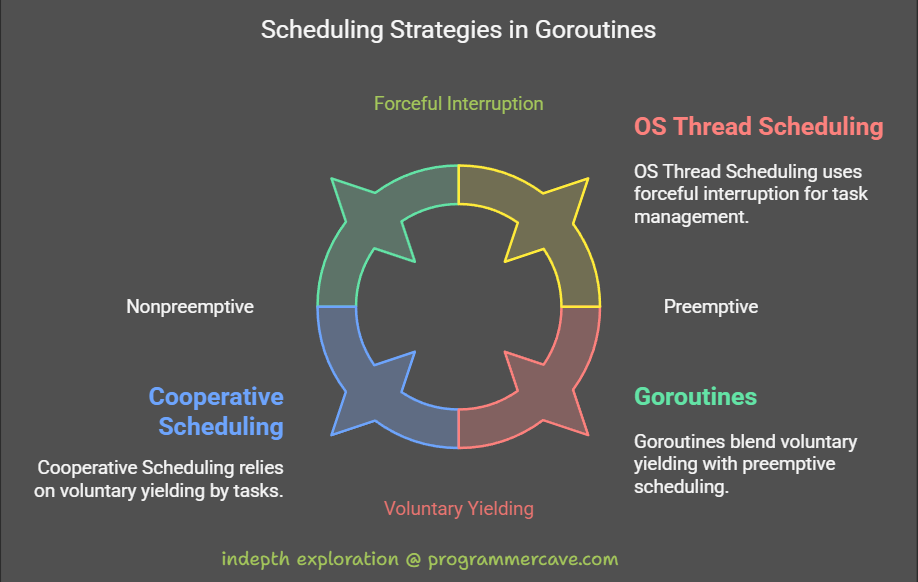 Scheduling Strategies in Goroutines
Forceful Interruption
OS Thread Scheduling
OS Thread Scheduling uses
forceful interruption for task
management.
Nonpreemptive
Preemptive
Cooperative
Scheduling
Cooperative Scheduling relies
on voluntary yielding by tasks.
Goroutines
Goroutines blend voluntary
yielding with preemptive
scheduling.
Voluntary Yielding
indepth exploration @ programmercave.com